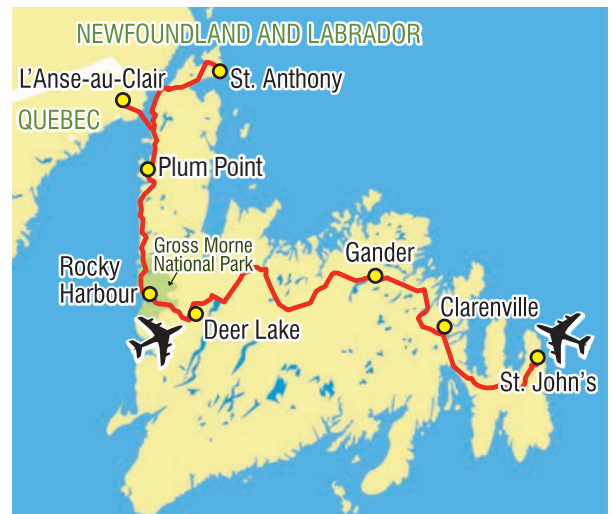 NEWFOUNDLAND AND LABRADOR
L'Anse-au-Clair
St. Anthony
QUEBEC
Plum Point
Gross Morne
National Park
Rocky
Harbour
Gander
Deer Lake
Clarenville
St. John's